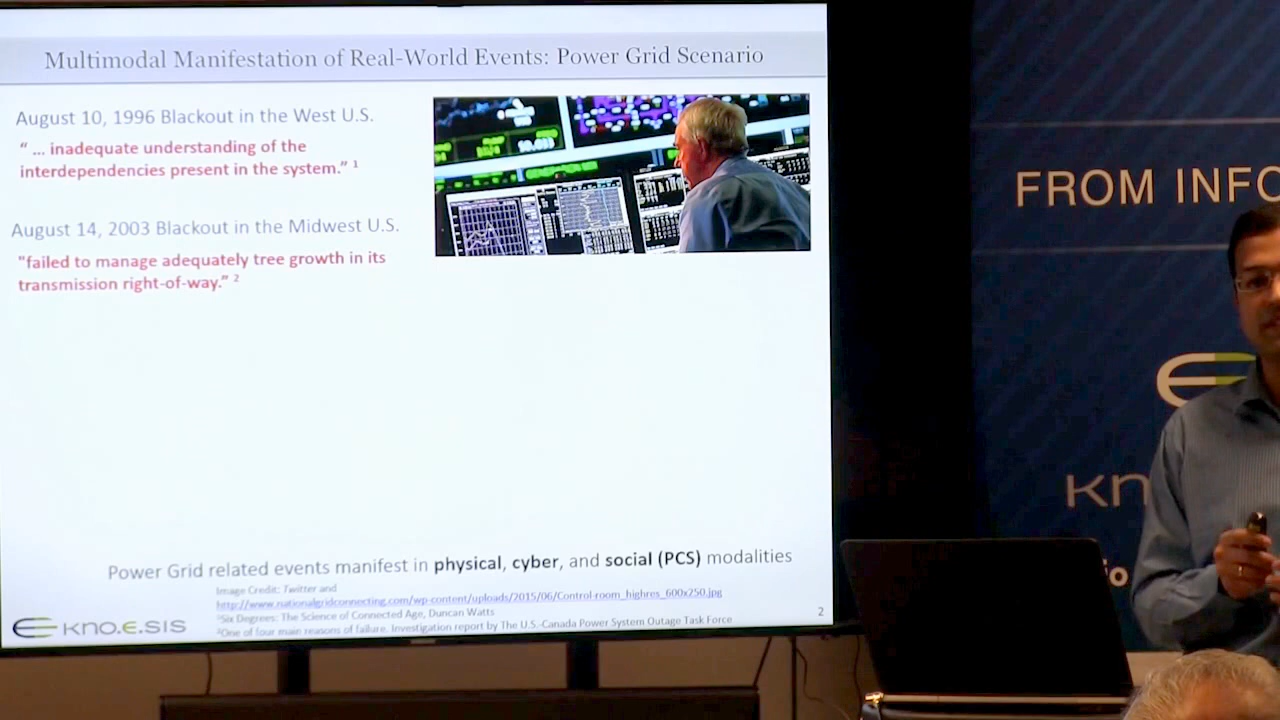 Multimodal Manifestation of Real-World Events: Power Grid Scenario
August 10, 1996 Blackout in the West U.S.
“ ... inadequate understanding of the
interdependencies present in the system.” 1
August 14, 2003 Blackout in the Midwest U.S.
"failed to manage adequately tree growth in its
transmission right-of-way.” 2
Power Grid related events manifest in physical, cyber, and social (PCS) modalities
Image Credit: Twitter and
http://www.nationalgridconnecting.com/wp-content/uploads/2015/06/Control-room_highres_600x250.jpg
1Six Degrees: The Science of Connected Age, Duncan Watts
2One of four main reasons of failure. Investigation report by The U.S.-Canada Power System Outage Task Force
2
kno.e.sis
FROM INFO
kn
io